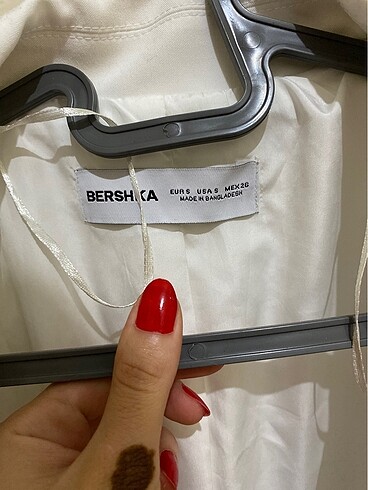 BERSHKA
EUR S USA S MEX 26
MADE IN BANGLADESH